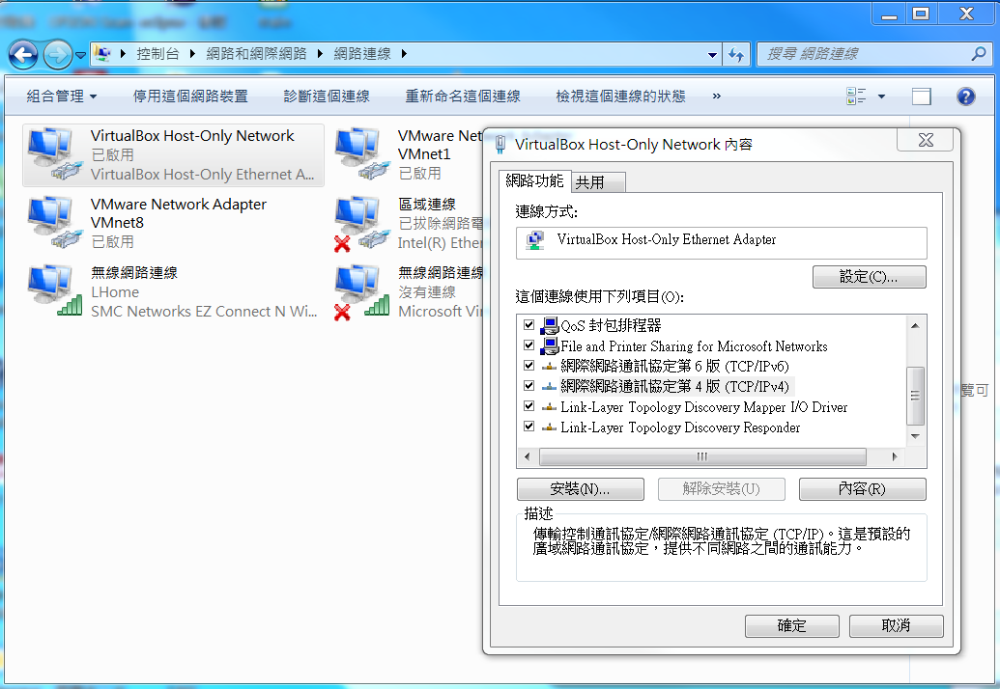 控制台 網路和網際網路 網路連線
搜尋 網路連線
組合管理 停用這個網路裝置 診斷這個連線 重新命名這個連線 檢視這個連線的狀態 »
VirtualBox Host-Only Network
已啟用
VirtualBox Host-Only Ethernet A...
VMware Net
VMnet1
已啟用
VMware Network Adapter
VMnet8
已啟用
區域連線
已拔除網路電
Intel(R) Ether
無線網路連線
LHome
SMC Networks EZ Connect N Wi...
無線網路連線
沒有連線
Microsoft Vir
覽可
VirtualBox Host-Only Network 內容
網路功能 共用
連線方式:
VirtualBox Host-Only Ethernet Adapter
設定(C)...
這個連線使用下列項目(O):
QoS 封包排程器
File and Printer Sharing for Microsoft Networks
網際網路通訊協定第 6 版 (TCP/IPv6)
網際網路通訊協定第 4 版 (TCP/IPv4)
Link-Layer Topology Discovery Mapper I/O Driver
Link-Layer Topology Discovery Responder
安裝(N)... 解除安裝(U) 內容(R)
描述
傳輸控制通訊協定/網際網路通訊協定 (TCP/IP)。這是預設的
廣域網路通訊協定，提供不同網路之間的通訊能力。
確定 取消